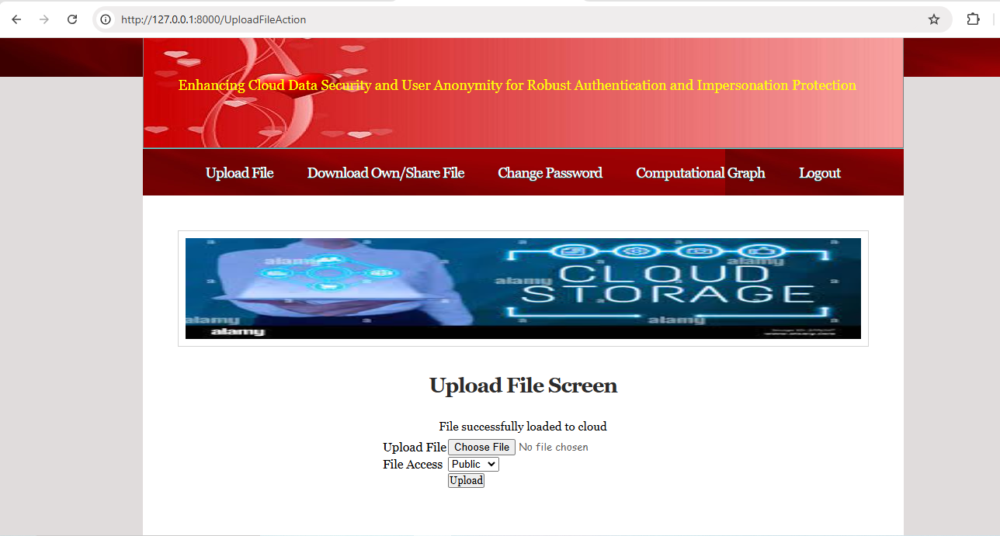 http://127.0.0.1:8000/UploadFileAction
Enhancing Cloud Data Security and User Anonymity for Robust Authentication and Impersonation Protection
Upload File Download Own/Share File Change Password Computational Graph Logout
alamy alamy
alamy CLOUD
STORAGE
alamy alamy
alamy
Upload File Screen
File successfully loaded to cloud
Upload File Choose File No file chosen
File Access Public
Upload